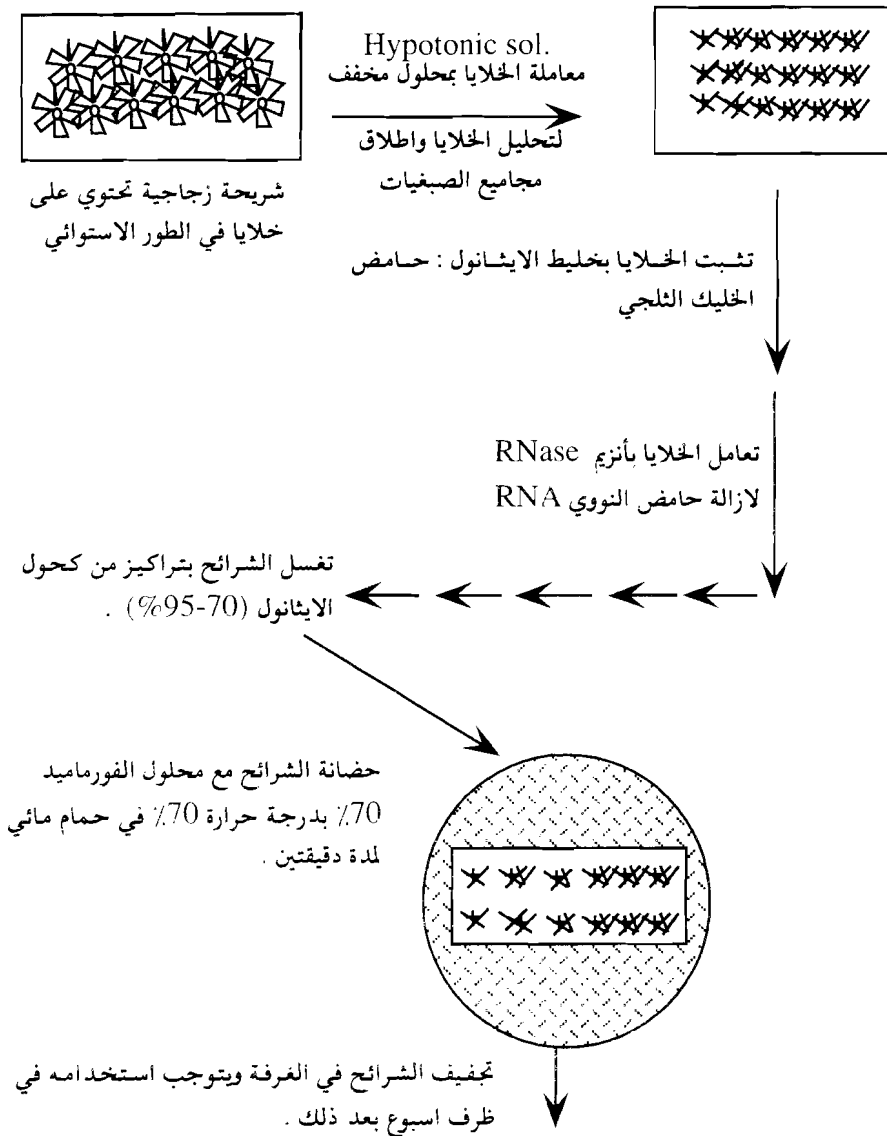 Hypotonic sol.
معاملة الخلايا بمحلول مخفف
لتحليل الخلايا واطلاق
مجاميع الصبغيات
شريحة زجاجية تحتوي على
خلايا في الطور الاستوائي
تثبت الخلايا بخليط الايثانول : حامض
الخليك الثلجي
تعامل الخلايا بأنزيم RNase
لازالة حامض النووي RNA
تغسل الشرائح بتراكيز من كحول
الايثانول (70-95%) .
حضانة الشرائح مع محلول الفورماميد
70٪ بدرجة حرارة 70٪ في حمام مائي
لمدة دقيقتين .
تجفيف الشرائح في الغرفة ويتوجب استخدامه في
ظرف اسبوع بعد ذلك .